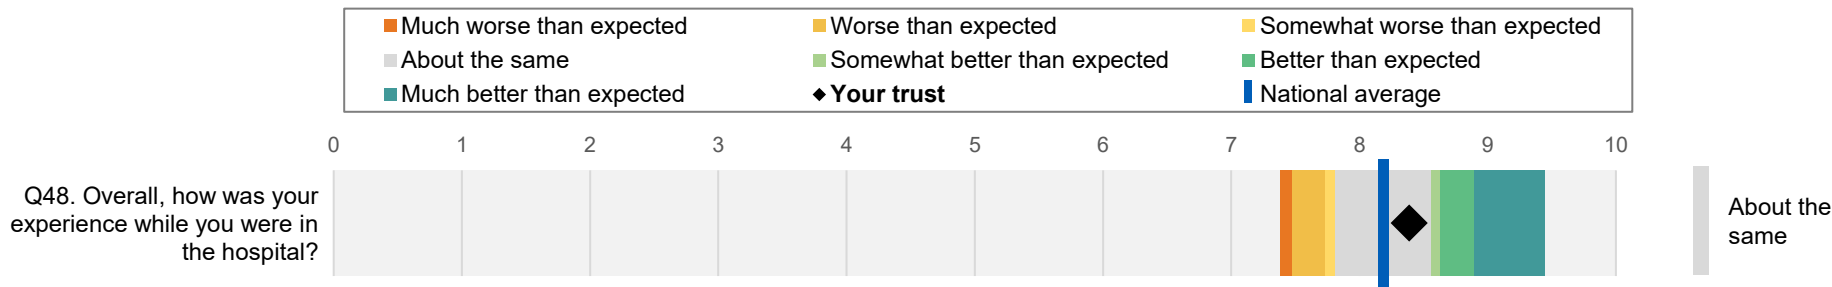 Much worse than expected Worse than expected Somewhat worse than expected
About the same Somewhat better than expected Better than expected
Much better than expected Your trust National average
0 1 2 3 4 5 6 7 8 9 10
Q48. Overall, how was your
experience while you were in
the hospital?
About the
same